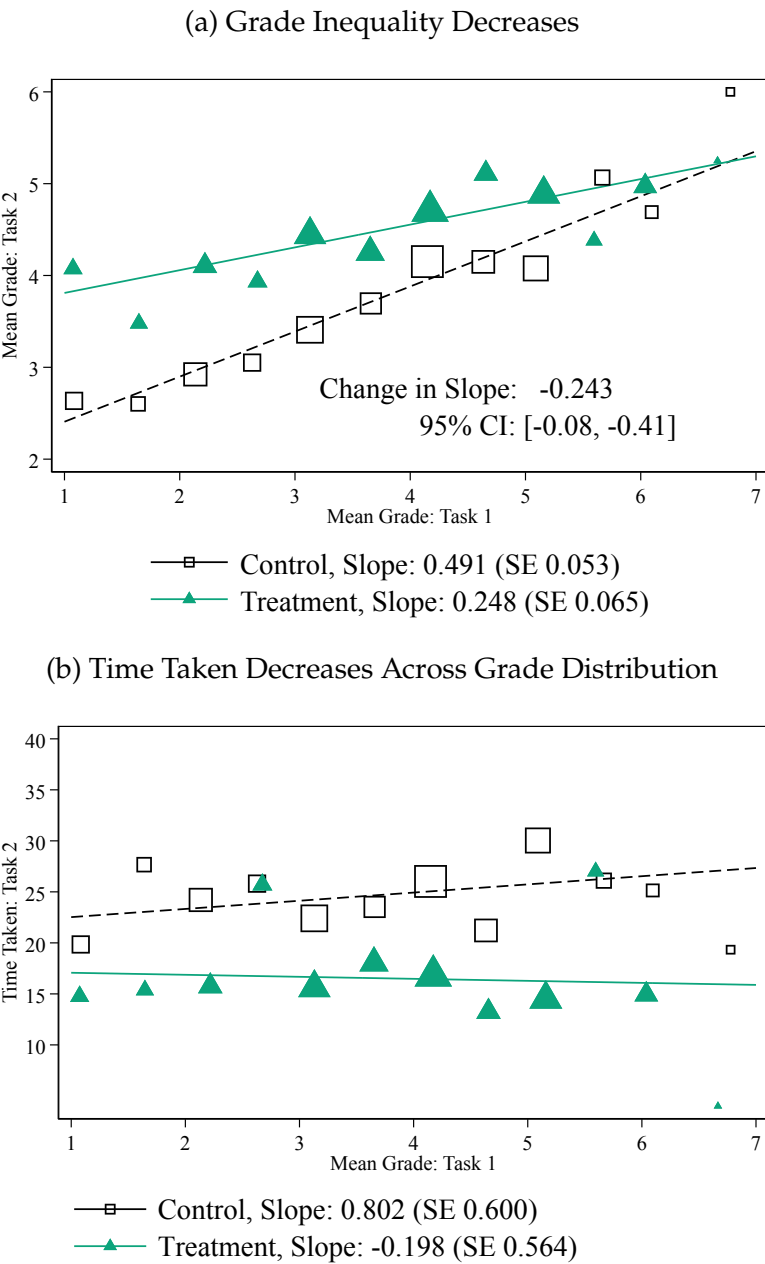 (a) Grade Inequality Decreases
6
5
4
3
2
Mean Grade: Task 2
Change in Slope: -0.243
95% CI: [-0.08, -0.41]
1 2 3 4 5 6 7
Mean Grade: Task 1
Control, Slope: 0.491 (SE 0.053)
Treatment, Slope: 0.248 (SE 0.065)
(b) Time Taken Decreases Across Grade Distribution
40
35
30
25
20
15
10
Time Taken: Task 2
1 2 3 4 5 6 7
Mean Grade: Task 1
Control, Slope: 0.802 (SE 0.600)
Treatment, Slope: -0.198 (SE 0.564)